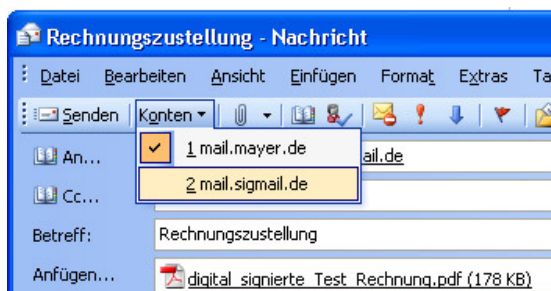 Rechnungszustellung - Nachricht
Datei Bearbeiten Ansicht Einfügen Format Extras Ta
Senden Konten
An... 1 mail.mayer.de ail.de
2 mail.sigmail.de
Cc...
Betreff: Rechnungszustellung
Anfügen... digital_signierte_Test_Rechnung.pdf (178 KB)